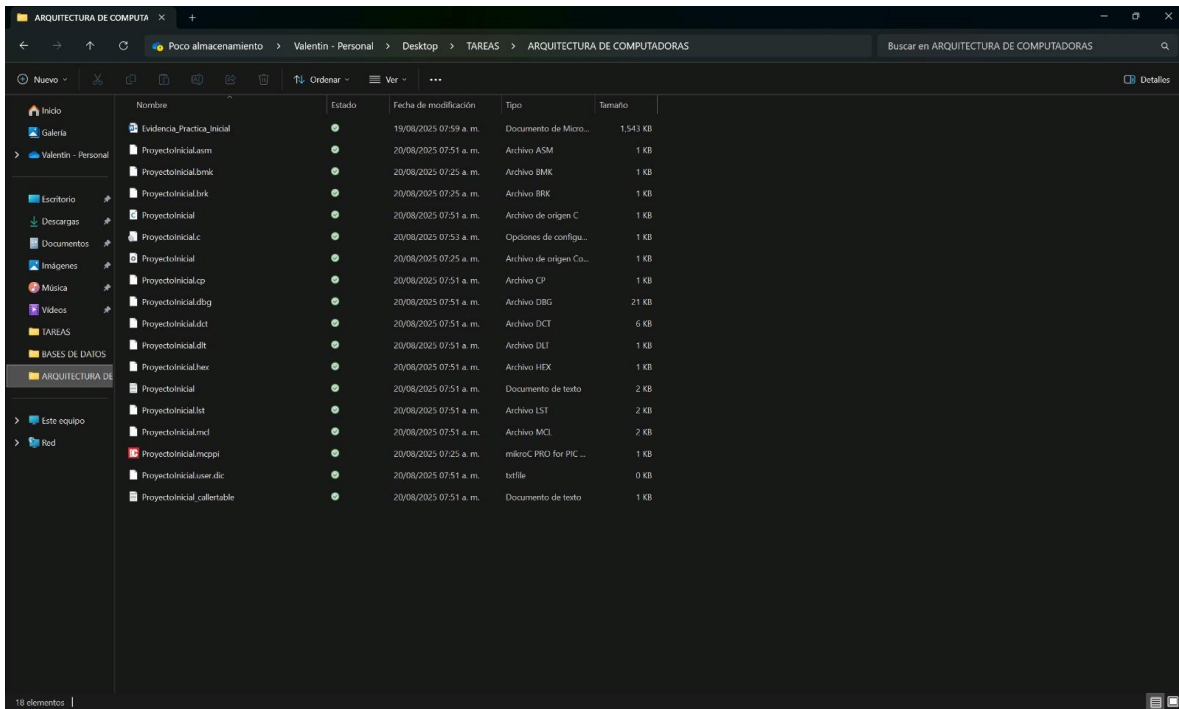 ARQUITECTURA DE COMPUTA
Poco almacenamiento > Valentin - Personal > Desktop > TAREAS > ARQUITECTURA DE COMPUTADORAS
Buscar en ARQUITECTURA DE COMPUTADORAS
Nuevo
Ordenar
Ver
Detalles
Inicio
Galería
Valentin - Personal
Escritorio
Descargas
Documentos
Imágenes
Música
Vídeos
TAREAS
BASES DE DATOS
ARQUITECTURA DE
Este equipo
Red
Nombre Estado Fecha de modificación Tipo Tamaño
Evidencia_Practica_Inicial 19/08/2025 07:59 a. m. Documento de Micro... 1,543 KB
ProyectoInicial.asm 20/08/2025 07:51 a. m. Archivo ASM 1 KB
ProyectoInicial.bmk 20/08/2025 07:25 a. m. Archivo BMK 1 KB
ProyectoInicial.brk 20/08/2025 07:25 a. m. Archivo BRK 1 KB
ProyectoInicial 20/08/2025 07:51 a. m. Archivo de origen C 1 KB
ProyectoInicial.c 20/08/2025 07:53 a. m. Opciones de configu... 1 KB
ProyectoInicial 20/08/2025 07:25 a. m. Archivo de origen Co... 1 KB
ProyectoInicial.cp 20/08/2025 07:51 a. m. Archivo CP 1 KB
ProyectoInicial.dbg 20/08/2025 07:51 a. m. Archivo DBG 21 KB
ProyectoInicial.dct 20/08/2025 07:51 a. m. Archivo DCT 6 KB
ProyectoInicial.dlt 20/08/2025 07:51 a. m. Archivo DLT 1 KB
ProyectoInicial.hex 20/08/2025 07:51 a. m. Archivo HEX 1 KB
ProyectoInicial 20/08/2025 07:51 a. m. Documento de texto 2 KB
ProyectoInicial.lst 20/08/2025 07:51 a. m. Archivo LST 2 KB
ProyectoInicial.mcl 20/08/2025 07:51 a. m. Archivo MCL 2 KB
ProyectoInicial.mcppi 20/08/2025 07:25 a. m. mikroC PRO for PIC ... 1 KB
ProyectoInicial.user.dic 20/08/2025 07:51 a. m. txtfile 0 KB
ProyectoInicial_callertable 20/08/2025 07:51 a. m. Documento de texto 1 KB
18 elementos